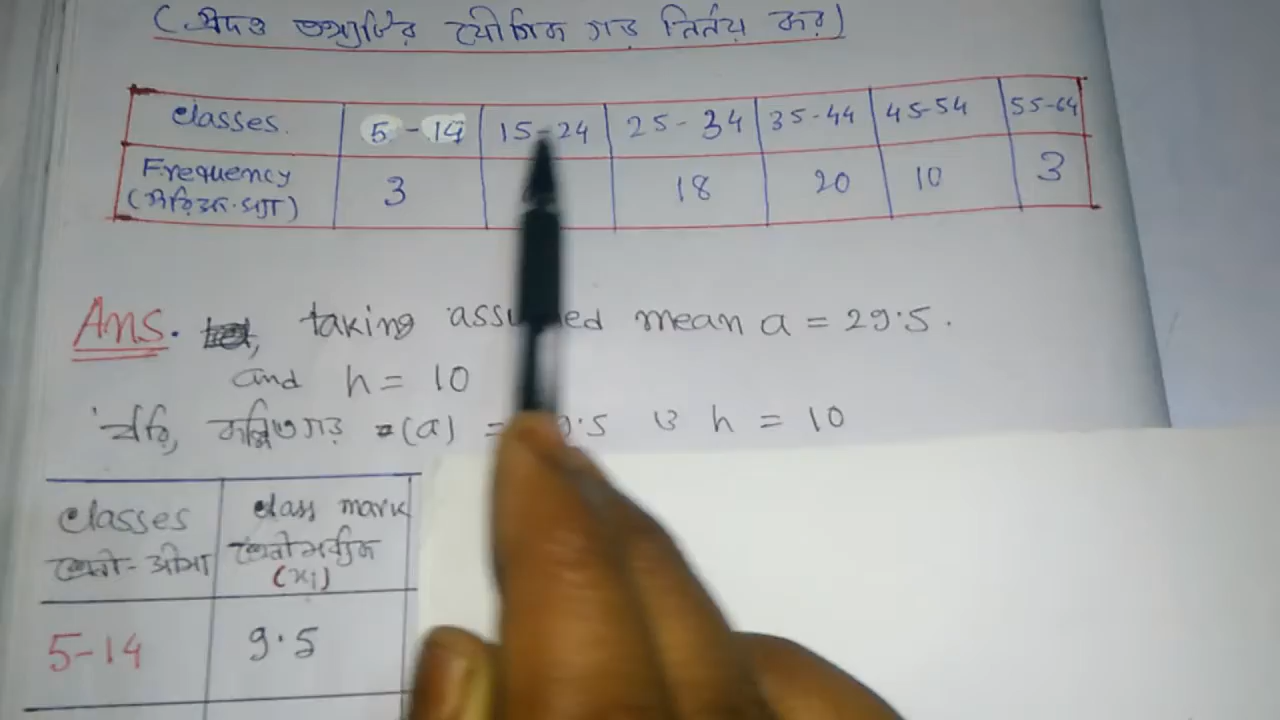 (প্রদত্ত তথ্যটির যৌগিক গড় নির্ণয় কর)
Classes. 5-14 15-24 25-34 35-44 45-54 55-64
Frequency 3 18 20 10 3
Ans. taking mean a = 29.5.
and h = 10
ধরি, কল্পিত গড় =(a) = .5 ও h = 10
classes class mark
শ্রেণী-সীমা শ্রেণীমধ্যক
(xi)
5-14 9.5